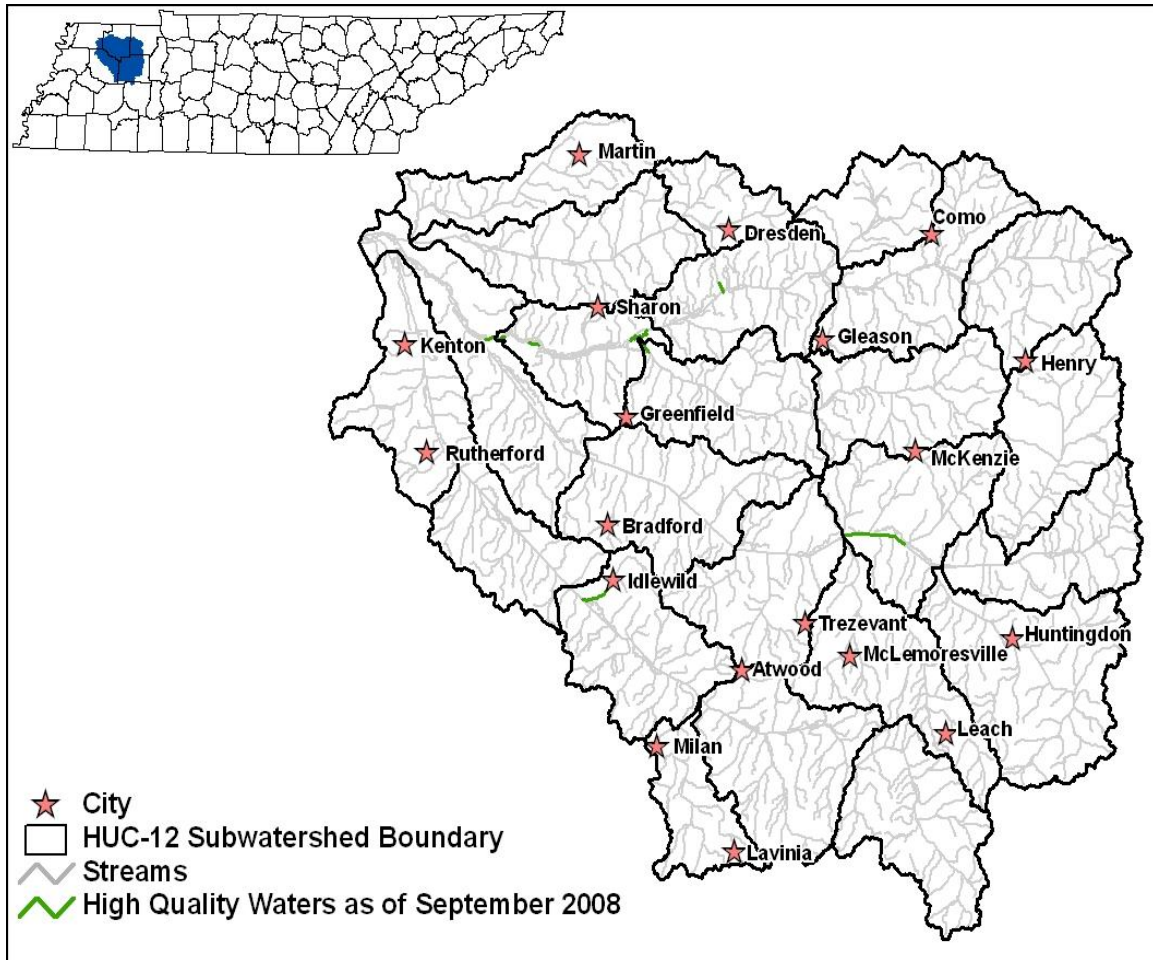 Martin
Dresden
Como
Sharon
Gleason
Kenton
Henry
Greenfield
Rutherford
McKenzie
Bradford
Idlewild
Trezevant
Huntingdon
McLemoresville
Atwood
Leach
Milan
Lavinia
City
HUC-12 Subwatershed Boundary
Streams
High Quality Waters as of September 2008